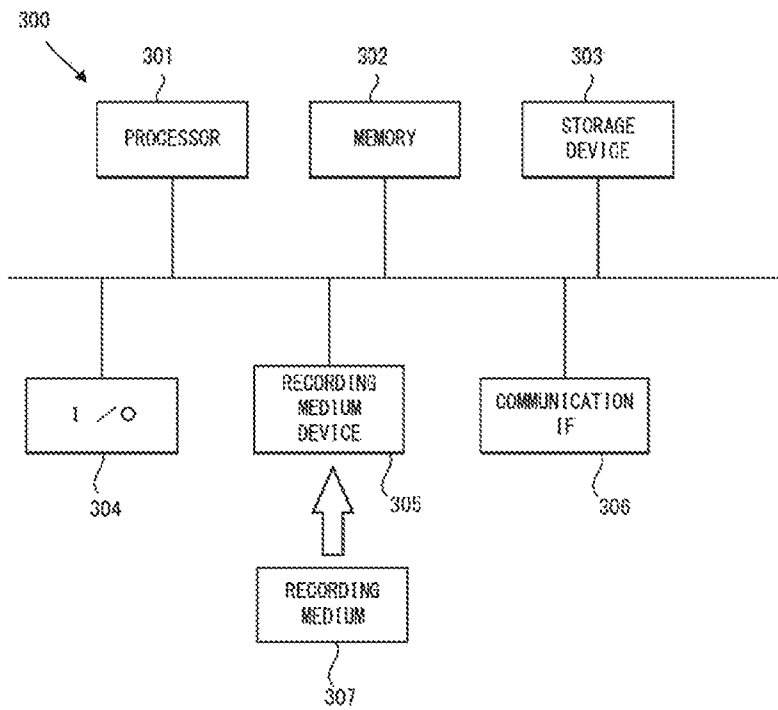 300
301
302
303
PROCESSOR
MEMORY
STORAGE
DEVICE
I /O
RECORDING
MEDIUM
DEVICE
COMMUNICATION
IF
304
305
306
RECORDING
MEDIUM
307